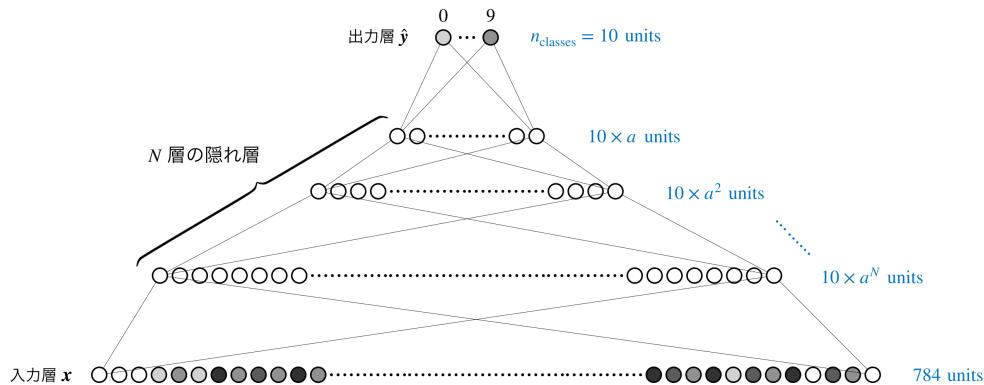 0 9
出力層 ŷ ··· n_classes = 10 units
10 × a units
N 層の隠れ層
10 × a² units
10 × a^N units
入力層 x 784 units